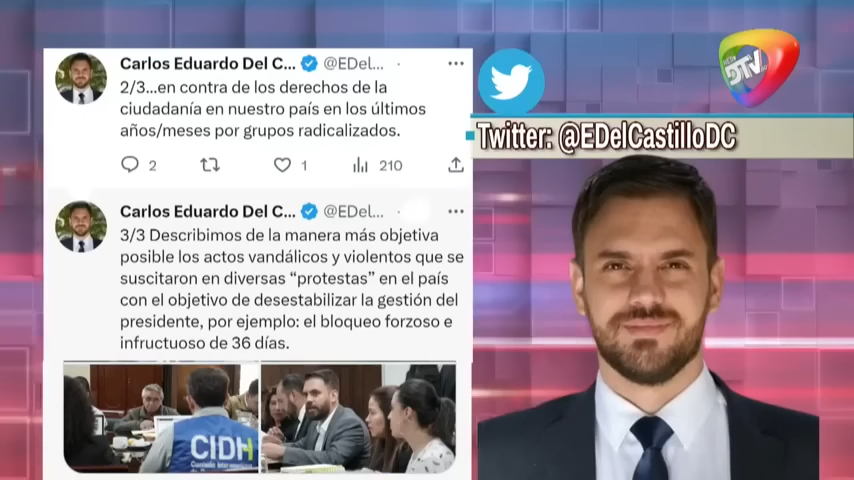 Carlos Eduardo Del C... @EDel... · ...
2/3...en contra de los derechos de la
ciudadanía en nuestro país en los últimos
años/meses por grupos radicalizados.
2 1 210
Carlos Eduardo Del C... @EDel... · ...
3/3 Describimos de la manera más objetiva
posible los actos vandálicos y violentos que se
suscitaron en diversas “protestas” en el país
con el objetivo de desestabilizar la gestión del
presidente, por ejemplo: el bloqueo forzoso e
infructuoso de 36 días.
CIDH
DTV
Twitter: @EDelCastilloDC